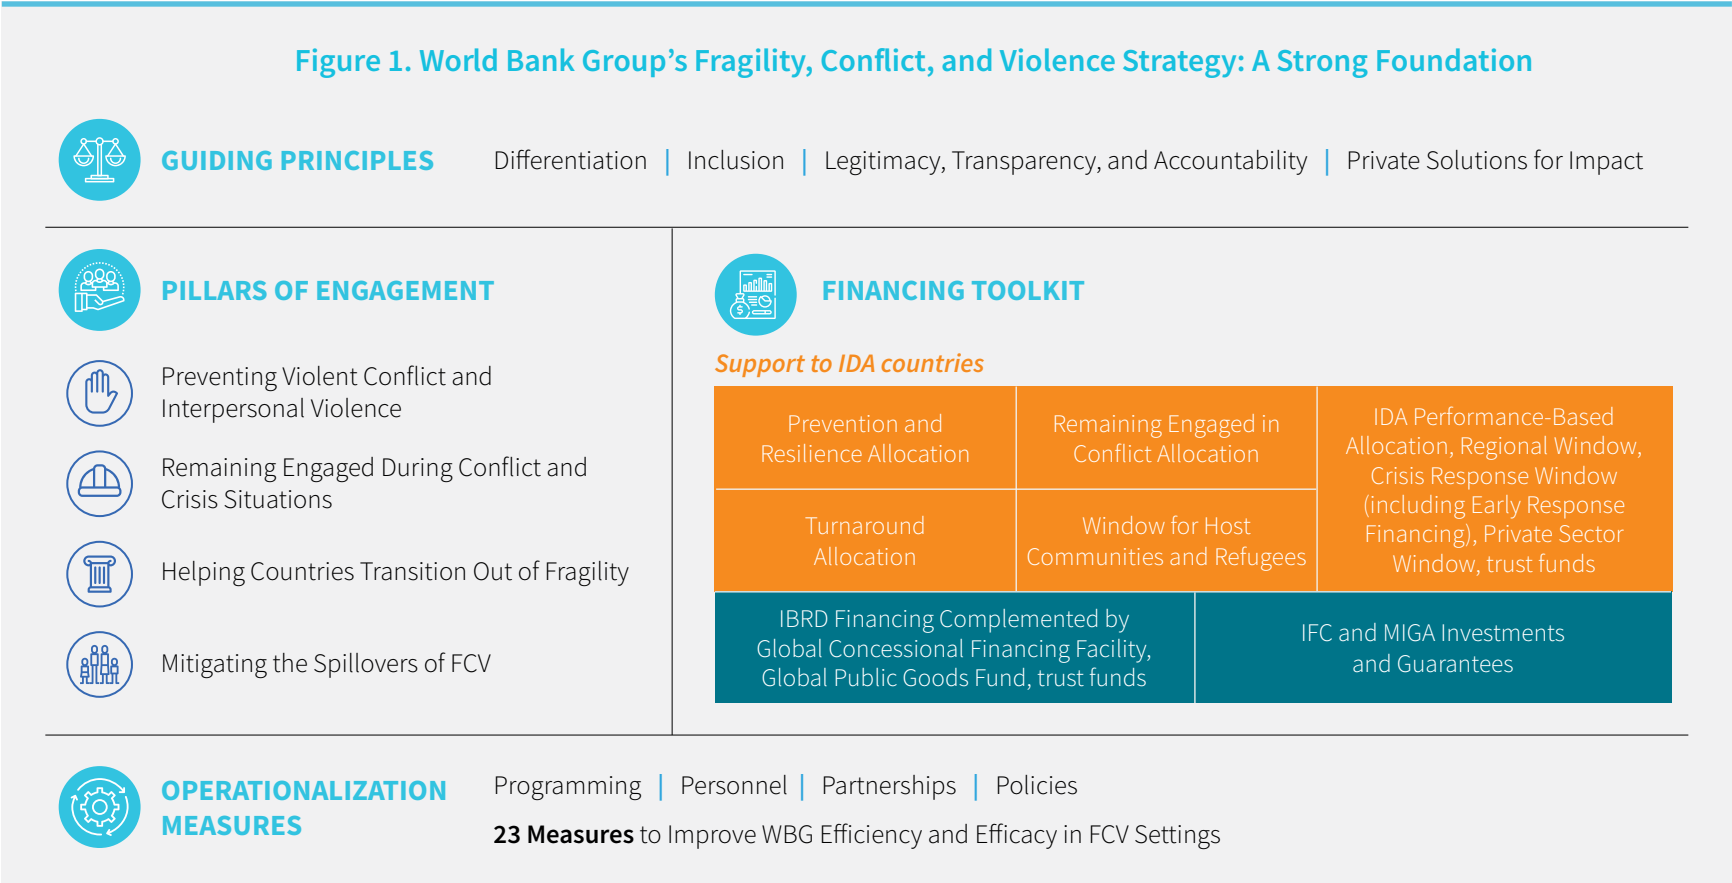 Figure 1. World Bank Group’s Fragility, Conflict, and Violence Strategy: A Strong Foundation
GUIDING PRINCIPLES
Differentiation | Inclusion | Legitimacy, Transparency, and Accountability | Private Solutions for Impact
PILLARS OF ENGAGEMENT
Preventing Violent Conflict and
Interpersonal Violence
Remaining Engaged During Conflict and
Crisis Situations
Helping Countries Transition Out of Fragility
Mitigating the Spillovers of FCV
FINANCING TOOLKIT
Support to IDA countries
Prevention and
Resilience Allocation
Remaining Engaged in
Conflict Allocation
IDA Performance-Based
Allocation, Regional Window,
Crisis Response Window
(including Early Response
Financing), Private Sector
Window, trust funds
Turnaround
Allocation
Window for Host
Communities and Refugees
IBRD Financing Complemented by
Global Concessional Financing Facility,
Global Public Goods Fund, trust funds
IFC and MIGA Investments
and Guarantees
OPERATIONALIZATION
MEASURES
Programming | Personnel | Partnerships | Policies
23 Measures to Improve WBG Efficiency and Efficacy in FCV Settings